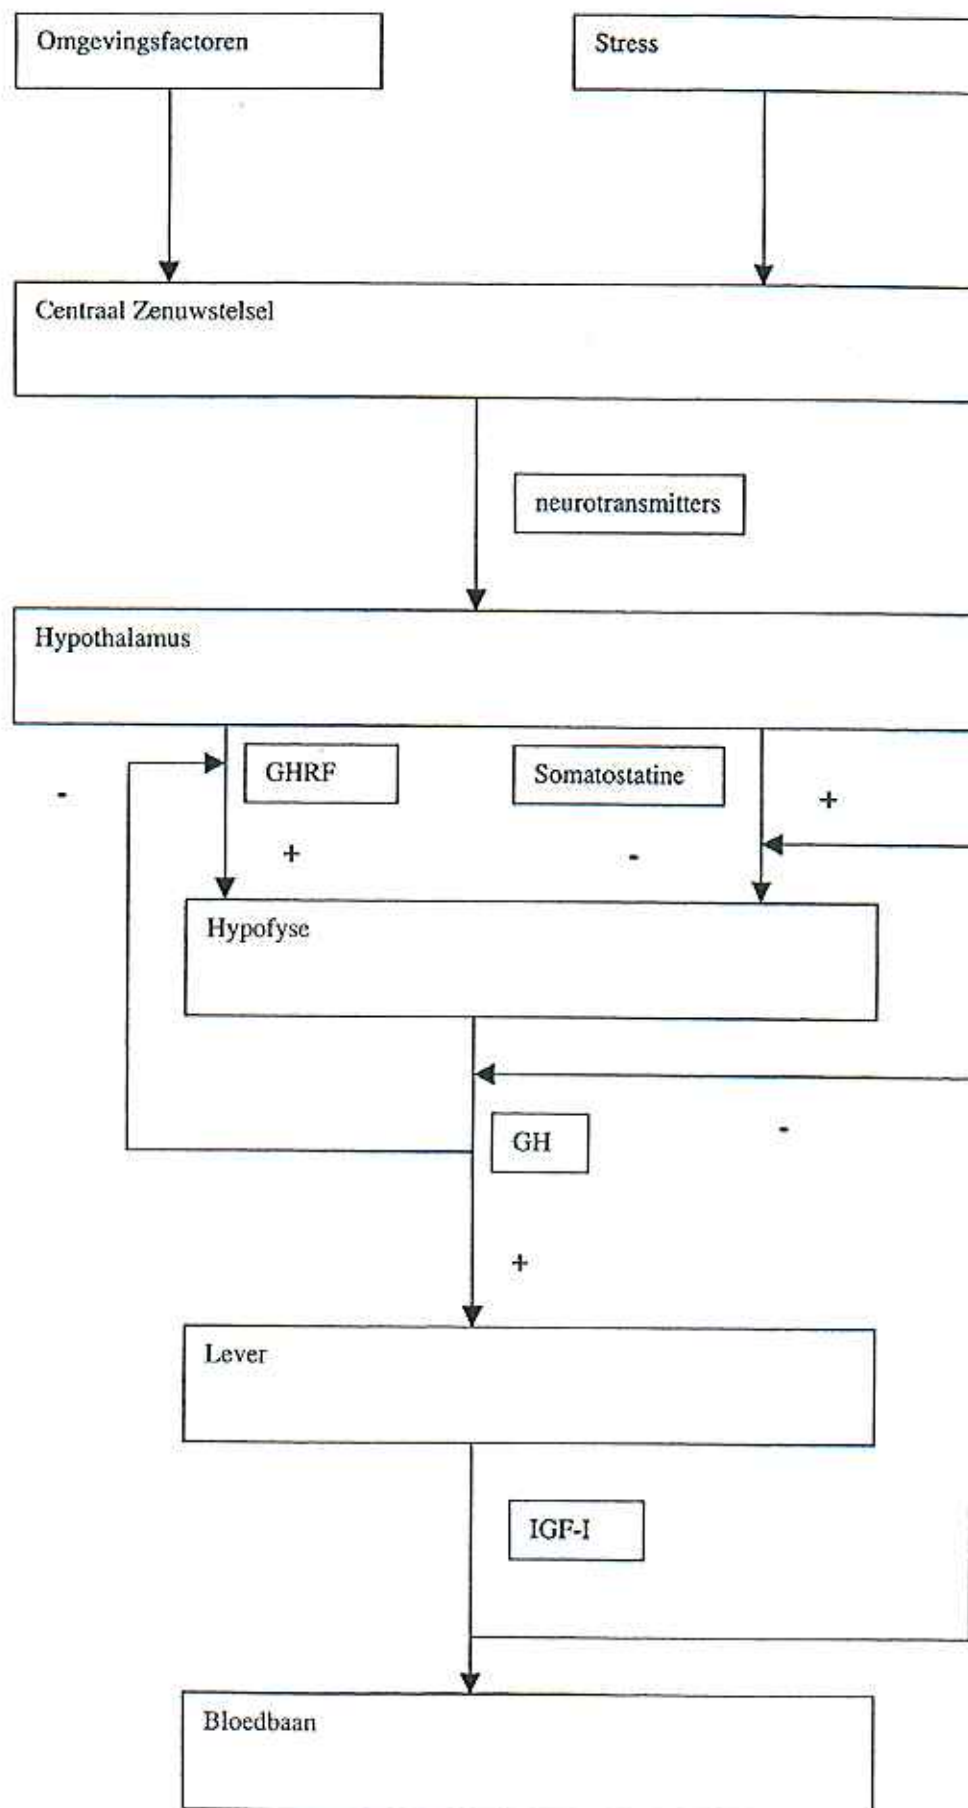 Omgevingsfactoren
Stress
Centraal Zenuwstelsel
neurotransmitters
Hypothalamus
GHRF
Somatostatine
-
+
+
-
Hypofyse
-
GH
+
Lever
IGF-I
Bloedbaan